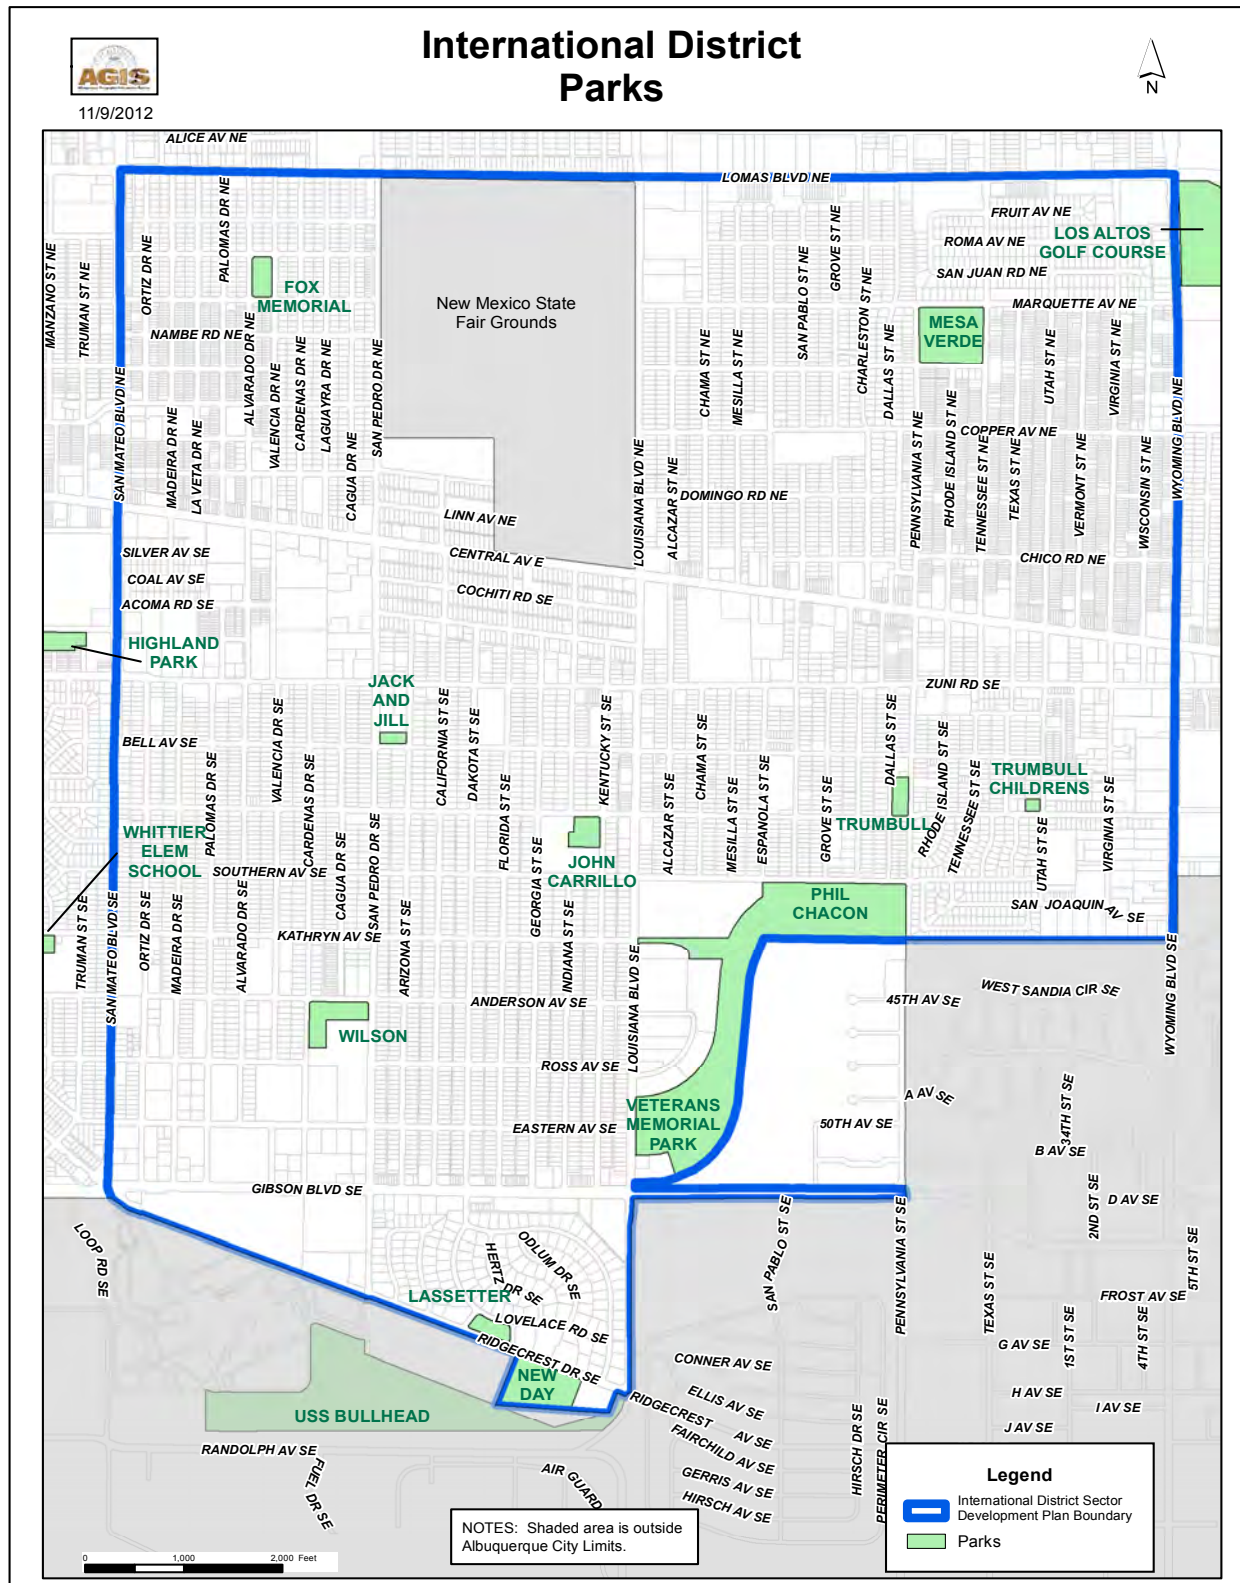 International District
Parks
AGIS
11/9/2012
N
ALICE AV NE
LOMAS BLVD NE
PALOMAS DR NE
ORTIZ DR NE
MANZANO ST NE
TRUMAN ST NE
FOX
MEMORIAL
NAMBE RD NE
ALVARADO DR NE
VALENCIA DR NE
CARDENAS DR NE
LAGUAYRA DR NE
SAN PEDRO DR NE
CAGUA DR NE
MADEIRA DR NE
LA VETA DR NE
SAN MATEO BLVD NE
New Mexico State
Fair Grounds
GROVE ST NE
SAN PABLO ST NE
CHARLESTON ST NE
DALLAS ST NE
CHAMA ST NE
MESILLA ST NE
FRUIT AV NE
ROMA AV NE
SAN JUAN RD NE
LOS ALTOS
GOLF COURSE
MARQUETTE AV NE
MESA
VERDE
UTAH ST NE
VIRGINIA ST NE
WYOMING BLVD NE
COPPER AV NE
PENNSYLVANIA ST NE
RHODE ISLAND ST NE
TENNESSEE ST NE
TEXAS ST NE
VERMONT ST NE
WISCONSIN ST NE
LOUISIANA BLVD NE
ALCAZAR ST NE
DOMINGO RD NE
LINN AV NE
CENTRAL AV E
CHICO RD NE
SILVER AV SE
COAL AV SE
ACOMA RD SE
COCHITI RD SE
HIGHLAND
PARK
JACK
AND
JILL
ZUNI RD SE
BELL AV SE
VALENCIA DR SE
PALOMAS DR SE
CARDENAS DR SE
CALIFORNIA ST SE
DAKOTA ST SE
KENTUCKY ST SE
FLORIDA ST SE
ALCAZAR ST SE
CHAMA ST SE
MESILLA ST SE
ESPANOLA ST SE
GROVE ST SE
DALLAS ST SE
RHODE ISLAND ST SE
TENNESSEE ST SE
TRUMBULL
CHILDRENS
TRUMBULL
VIRGINIA ST SE
UTAH ST SE
WHITTIER
ELEM
SCHOOL
SOUTHERN AV SE
CAGUA DR SE
SAN PEDRO DR SE
JOHN
CARRILLO
GEORGIA ST SE
INDIANA ST SE
PHIL
CHACON
SAN JOAQUIN AV SE
TRUMAN ST SE
SAN MATEO BLVD SE
ORTIZ DR SE
MADEIRA DR SE
ALVARADO DR SE
KATHRYN AV SE
ARIZONA ST SE
ANDERSON AV SE
LOUISIANA BLVD SE
WYOMING BLVD SE
WEST SANDIA CIR SE
45TH AV SE
WILSON
ROSS AV SE
EASTERN AV SE
VETERANS
MEMORIAL
PARK
50TH AV SE
A AV SE
34TH ST SE
B AV SE
GIBSON BLVD SE
D AV SE
2ND ST SE
5TH ST SE
LOOP RD SE
ODLUM DR SE
HERTZ DR SE
SAN PABLO ST SE
PENNSYLVANIA ST SE
TEXAS ST SE
FROST AV SE
LASSETTER
LOVELACE RD SE
RIDGECREST DR SE
G AV SE
1ST ST SE
4TH ST SE
NEW
DAY
CONNER AV SE
ELLIS AV SE
RIDGECREST AV SE
FAIRCHILD AV SE
GERRIS AV SE
HIRSCH AV SE
HIRSCH DR SE
PERIMETER CIR SE
H AV SE
I AV SE
J AV SE
USS BULLHEAD
RANDOLPH AV SE
FUEL DR SE
AIR GUARD
Legend
International District Sector
Development Plan Boundary
Parks
NOTES: Shaded area is outside
Albuquerque City Limits.
0 1,000 2,000 Feet